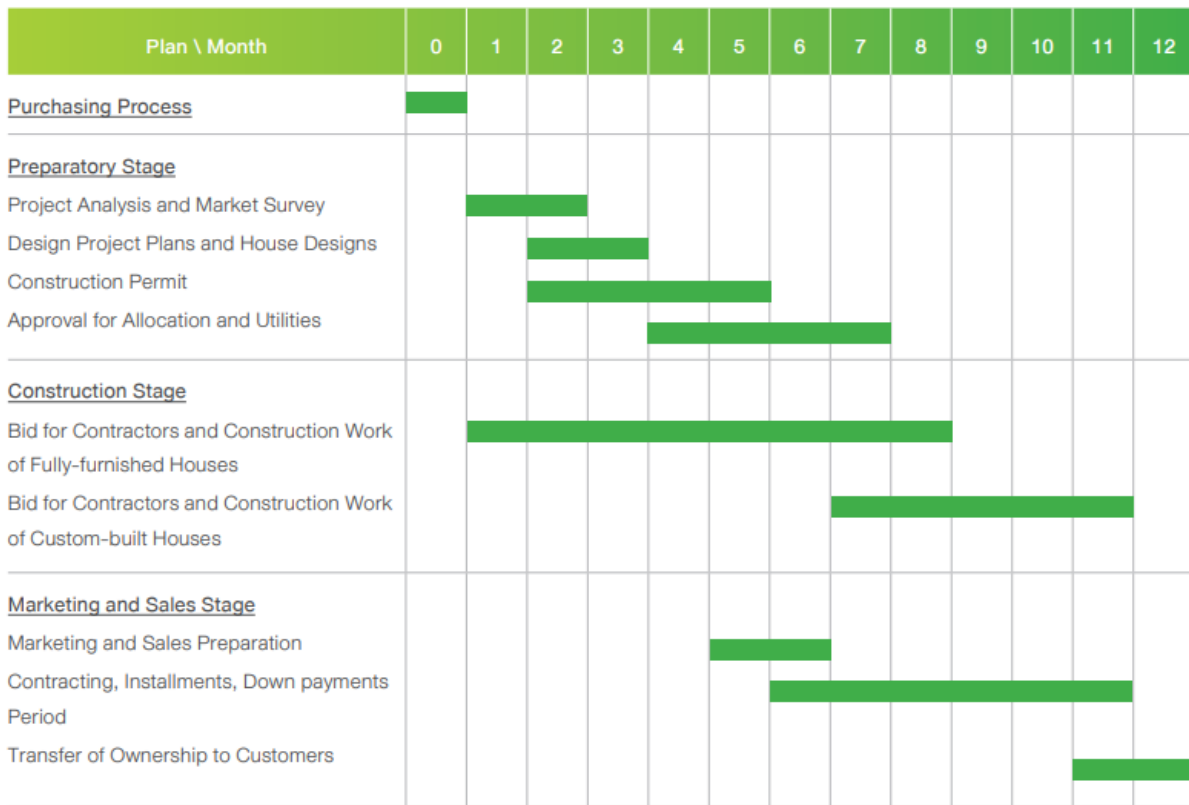 Plan \ Month 0 1 2 3 4 5 6 7 8 9 10 11 12
Purchasing Process
Preparatory Stage
Project Analysis and Market Survey
Design Project Plans and House Designs
Construction Permit
Approval for Allocation and Utilities
Construction Stage
Bid for Contractors and Construction Work
of Fully-furnished Houses
Bid for Contractors and Construction Work
of Custom-built Houses
Marketing and Sales Stage
Marketing and Sales Preparation
Contracting, Installments, Down payments
Period
Transfer of Ownership to Customers